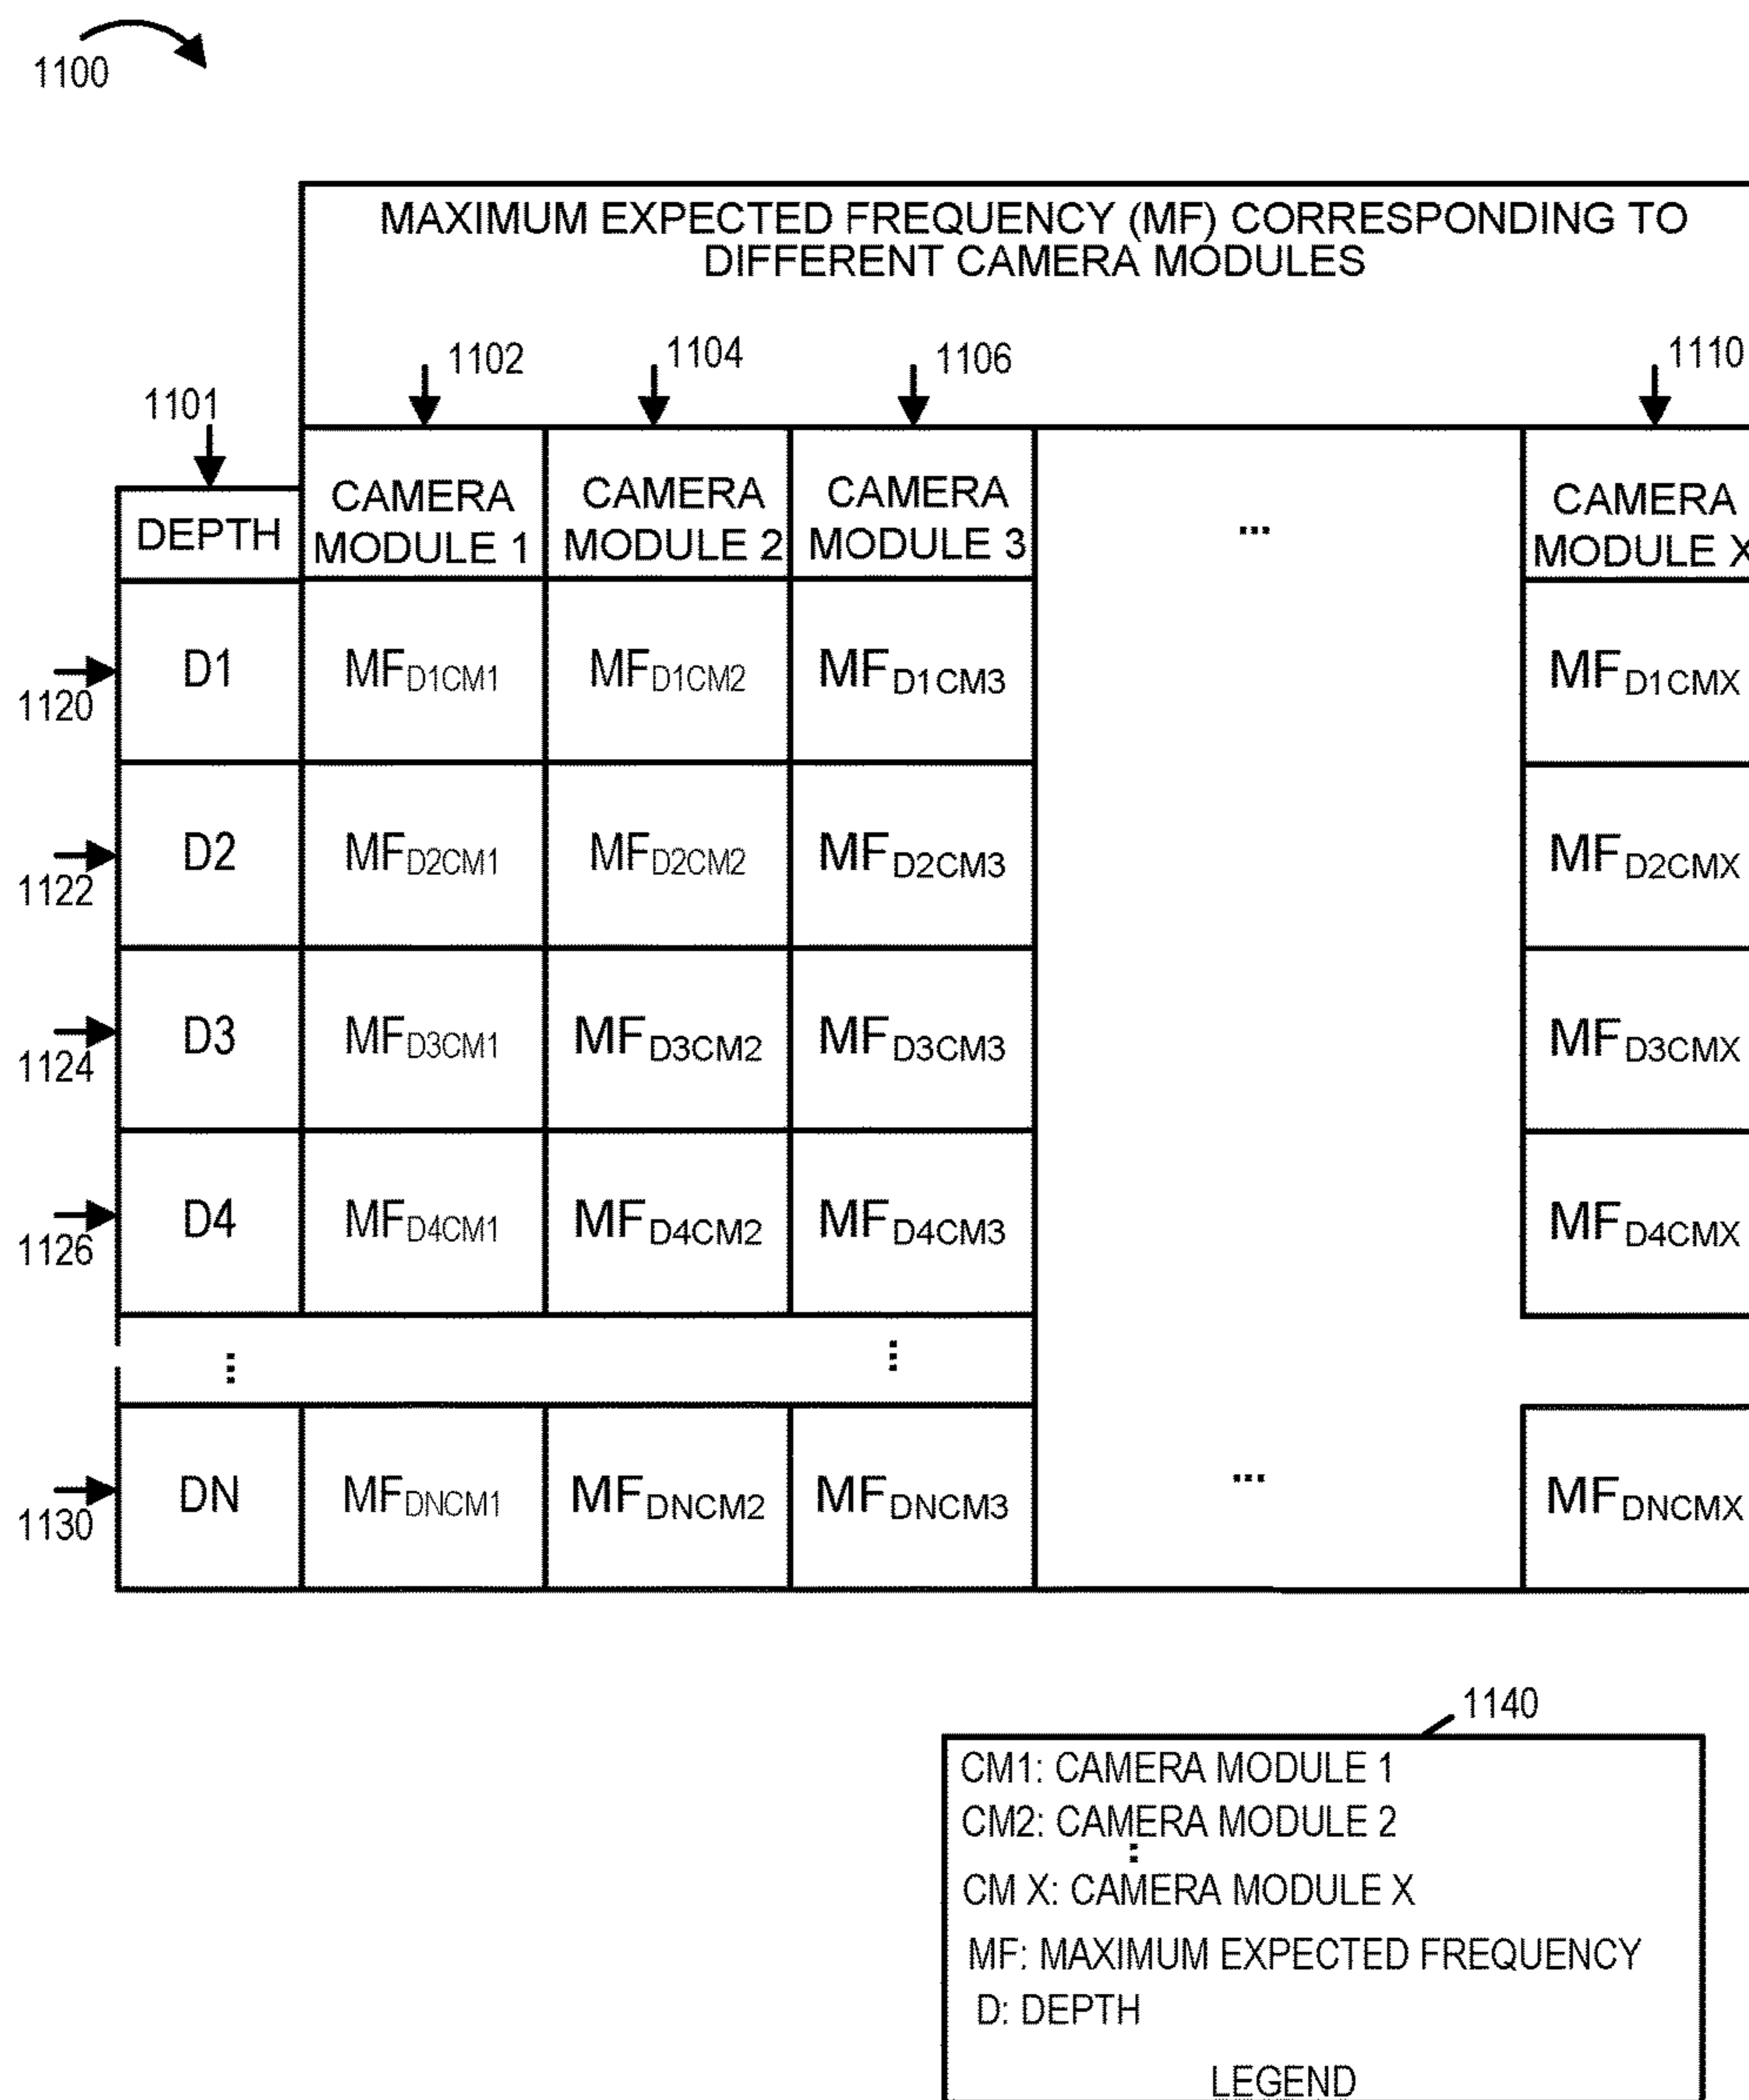 1100
MAXIMUM EXPECTED FREQUENCY (MF) CORRESPONDING TO
DIFFERENT CAMERA MODULES
1101
1102
1104
1106
1110
DEPTH
CAMERA
MODULE 1
CAMERA
MODULE 2
CAMERA
MODULE 3
...
CAMERA
MODULE X
1120
D1
MFD1CM1
MFD1CM2
MFD1CM3
MFD1CMX
1122
D2
MFD2CM1
MFD2CM2
MFD2CM3
MFD2CMX
1124
D3
MFD3CM1
MFD3CM2
MFD3CM3
MFD3CMX
1126
D4
MFD4CM1
MFD4CM2
MFD4CM3
MFD4CMX
⋮
⋮
1130
DN
MFDNCM1
MFDNCM2
MFDNCM3
...
MFDNCMX
1140
CM1: CAMERA MODULE 1
CM2: CAMERA MODULE 2
⋮
CM X: CAMERA MODULE X
MF: MAXIMUM EXPECTED FREQUENCY
D: DEPTH
LEGEND